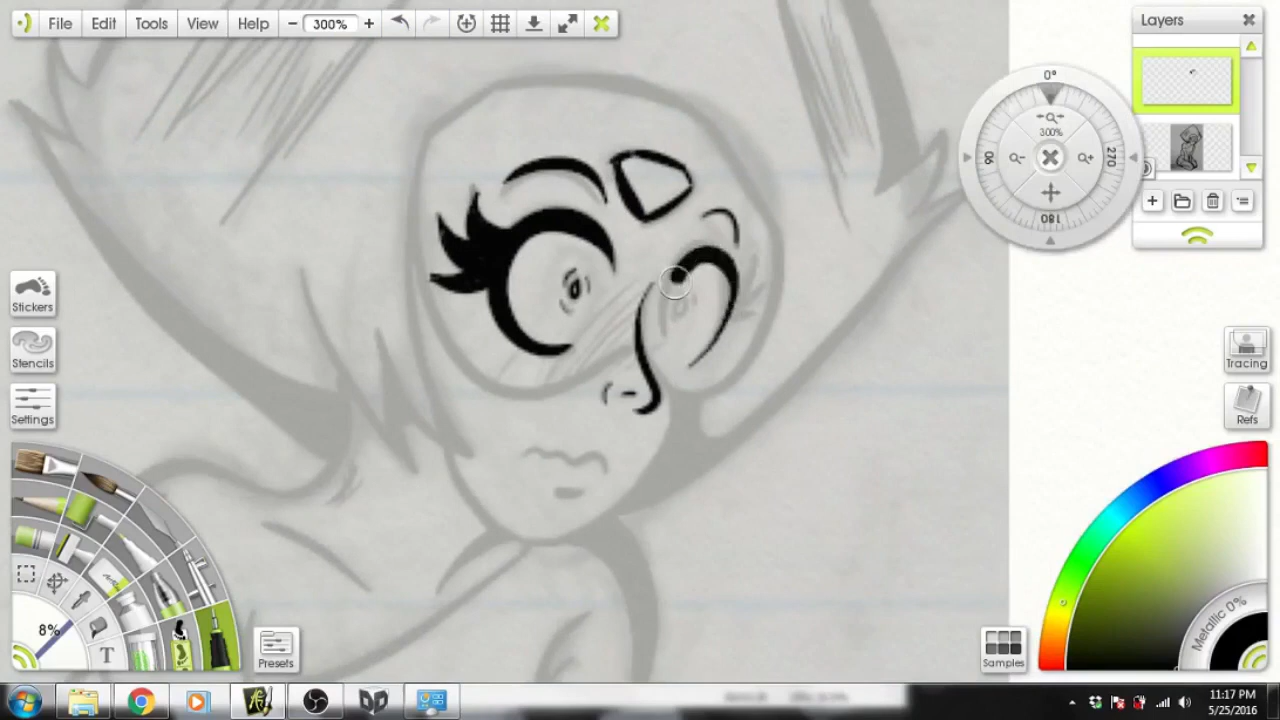 File Edit Tools View Help − 300% +
Layers
0°
300%
90
270
180
Stickers
Stencils
Settings
Tracing
Refs
8%
T
Presets
Samples
Metallic 0%
11:17 PM
5/25/2016